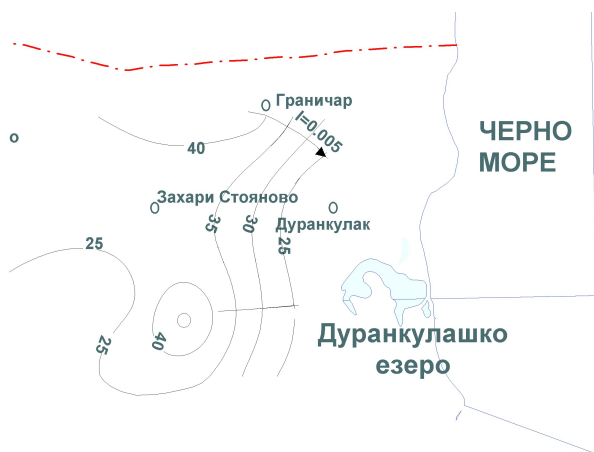 Граничар
I=0.005
ЧЕРНО
МОРЕ
о
40
Захари Стояново
35
30
Дуранкулак
25
25
25
40
Дуранкулашко
езеро